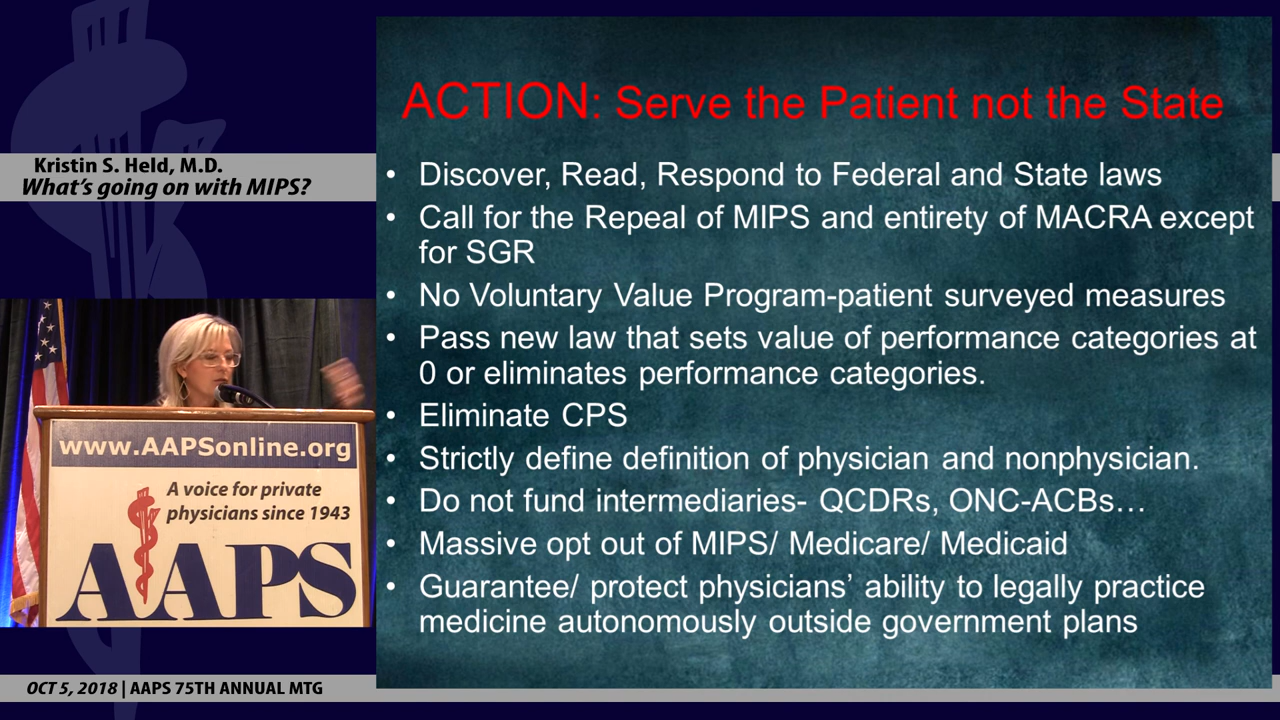 Kristin S. Held, M.D.
What's going on with MIPS?
www.AAPSonline.org
A voice for private
physicians since 1943
AAPS
OCT 5, 2018 | AAPS 75TH ANNUAL MTG
ACTION: Serve the Patient not the State
• Discover, Read, Respond to Federal and State laws
• Call for the Repeal of MIPS and entirety of MACRA except
for SGR
• No Voluntary Value Program-patient surveyed measures
• Pass new law that sets value of performance categories at
0 or eliminates performance categories.
• Eliminate CPS
• Strictly define definition of physician and nonphysician.
• Do not fund intermediaries- QCDRs, ONC-ACBs…
• Massive opt out of MIPS/ Medicare/ Medicaid
• Guarantee/ protect physicians’ ability to legally practice
medicine autonomously outside government plans